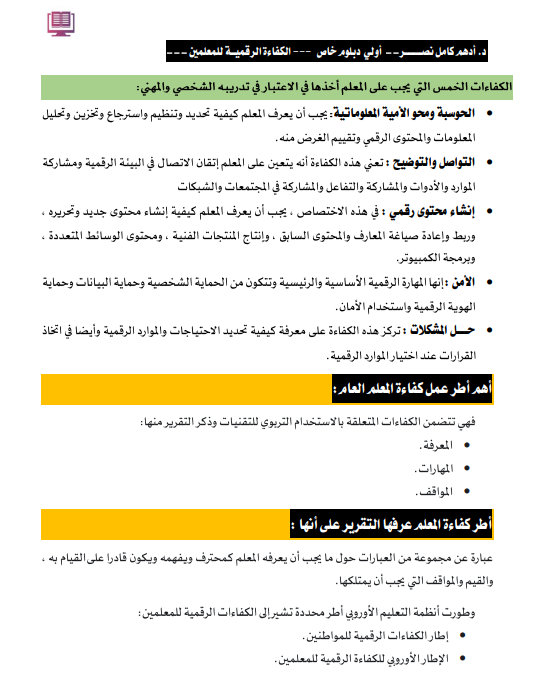 د. أدهم كامل نصــــر-- أولي دبلوم خاص --- الكفاءة الرقميــة للمعلمين ---
الكفاءات الخمس التي يجب على المعلم أخذها في الاعتبار في تدريبه الشخصي والمهني:
• الحوسبة ومحو الأمية المعلوماتية: يجب أن يعرف المعلم كيفية تحديد وتنظيم واسترجاع وتخزين وتحليل
المعلومات والمحتوى الرقمي وتقييم الغرض منه.
• التواصل والتوضيح : تعني هذه الكفاءة أنه يتعين على المعلم إتقان الاتصال في البيئة الرقمية ومشاركة
الموارد والأدوات والمشاركة والتفاعل والمشاركة في المجتمعات والشبكات
• إنشاء محتوى رقمي : في هذه الاختصاص ، يجب أن يعرف المعلم كيفية إنشاء محتوى جديد وتحريره ،
وربط وإعادة صياغة المعارف والمحتوى السابق ، وإنتاج المنتجات الفنية ، ومحتوى الوسائط المتعددة ،
وبرمجة الكمبيوتر.
• الأمن : إنها المهارة الرقمية الأساسية والرئيسية وتتكون من الحماية الشخصية وحماية البيانات وحماية
الهوية الرقمية واستخدام الأمان.
• حــل المشكلات : تركز هذه الكفاءة على معرفة كيفية تحديد الاحتياجات والموارد الرقمية وأيضا في اتخاذ
القرارات عند اختيار الموارد الرقمية.
أهم أطر عمل كفاءة المعلم العام:
فهي تتضمن الكفاءات المتعلقة بالاستخدام التربوي للتقنيات وذكر التقرير منها:
• المعرفة.
• المهارات.
• المواقف.
أطر كفاءة المعلم عرفها التقرير على أنها :
عبارة عن مجموعة من العبارات حول ما يجب أن يعرفه المعلم كمحترف ويفهمه ويكون قادرا على القيام به ،
والقيم والمواقف التي يجب أن يمتلكها.
وطورت أنظمة التعليم الأوروبي أطر محددة تشير إلى الكفاءات الرقمية للمعلمين:
• إطار الكفاءات الرقمية للمواطنين.
• الإطار الأوروبي للكفاءة الرقمية للمعلمين.